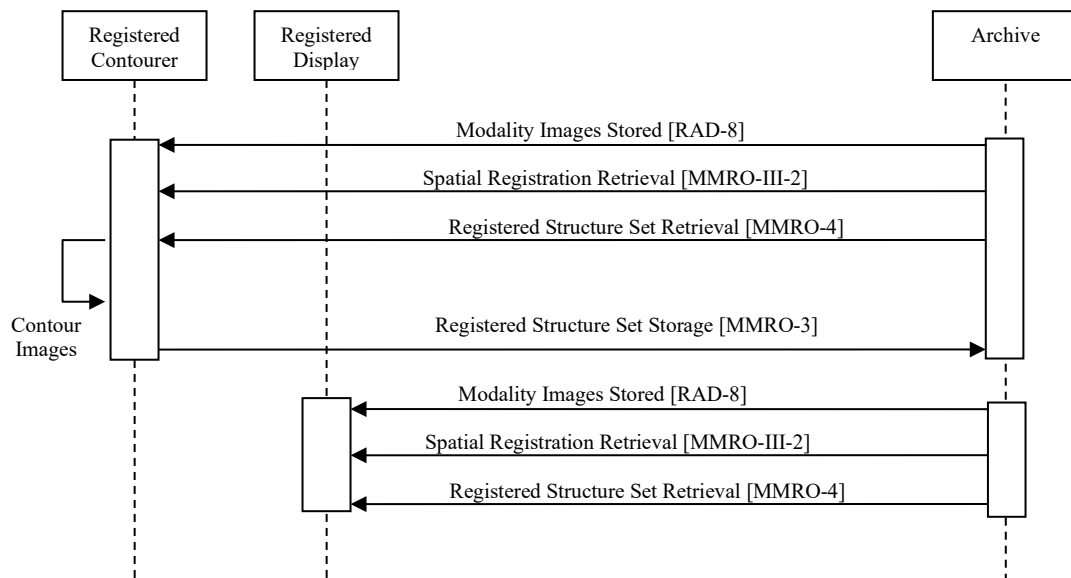 Registered
Contourer
Registered
Display
Archive
Modality Images Stored [RAD-8]
Spatial Registration Retrieval [MMRO-III-2]
Registered Structure Set Retrieval [MMRO-4]
Contour
Images
Registered Structure Set Storage [MMRO-3]
Modality Images Stored [RAD-8]
Spatial Registration Retrieval [MMRO-III-2]
Registered Structure Set Retrieval [MMRO-4]